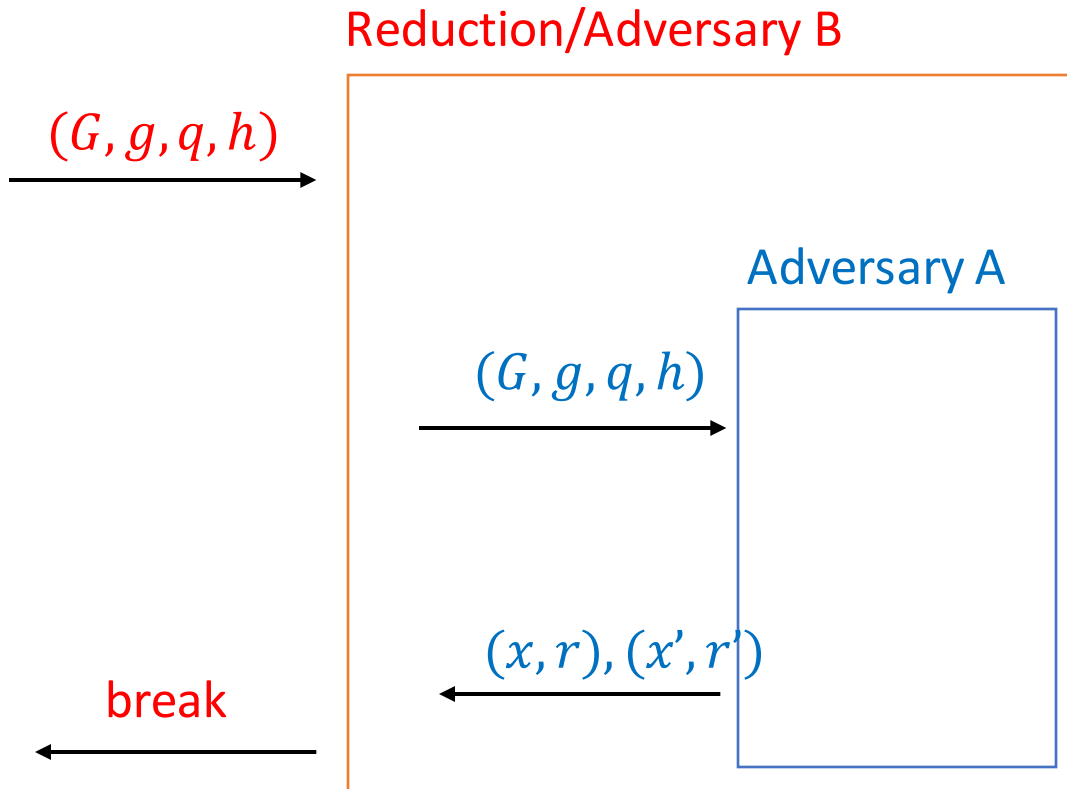 Reduction/Adversary B
(G, g, q, h)
Adversary A
(G, g, q, h)
(x, r), (x’, r’)
break